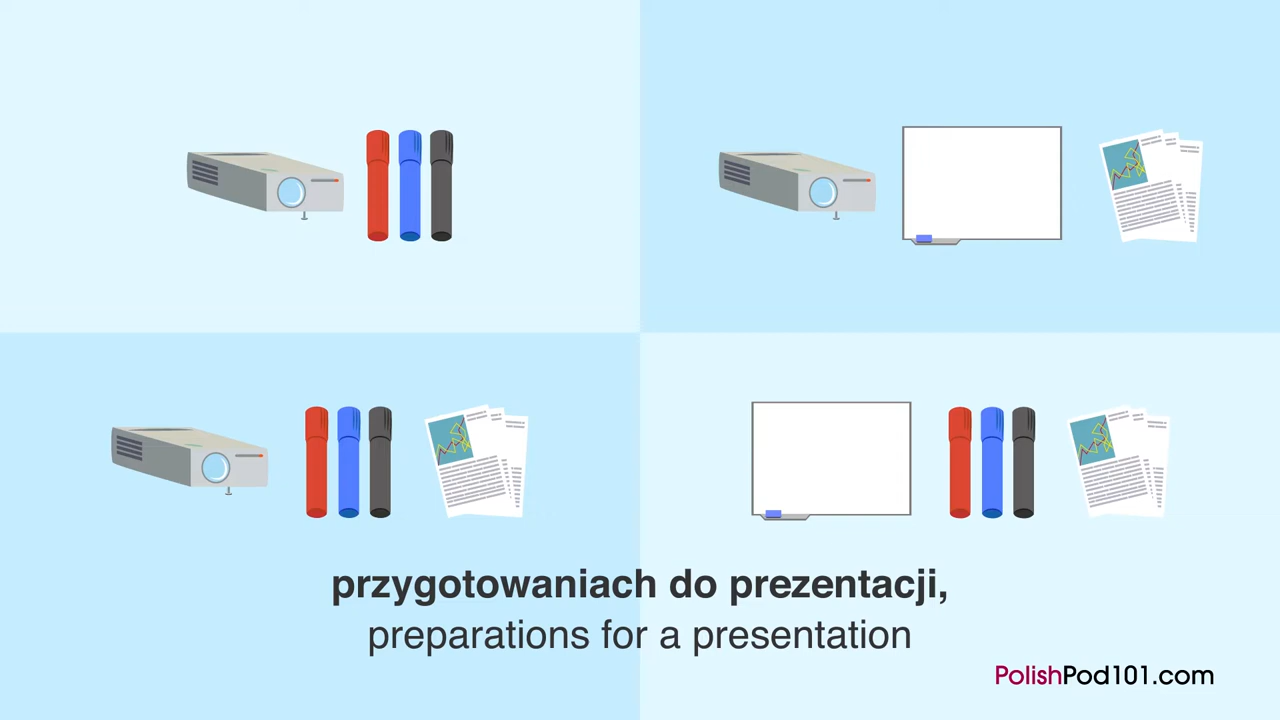 przygotowaniach do prezentacji,
preparations for a presentation
PolishPod101.com